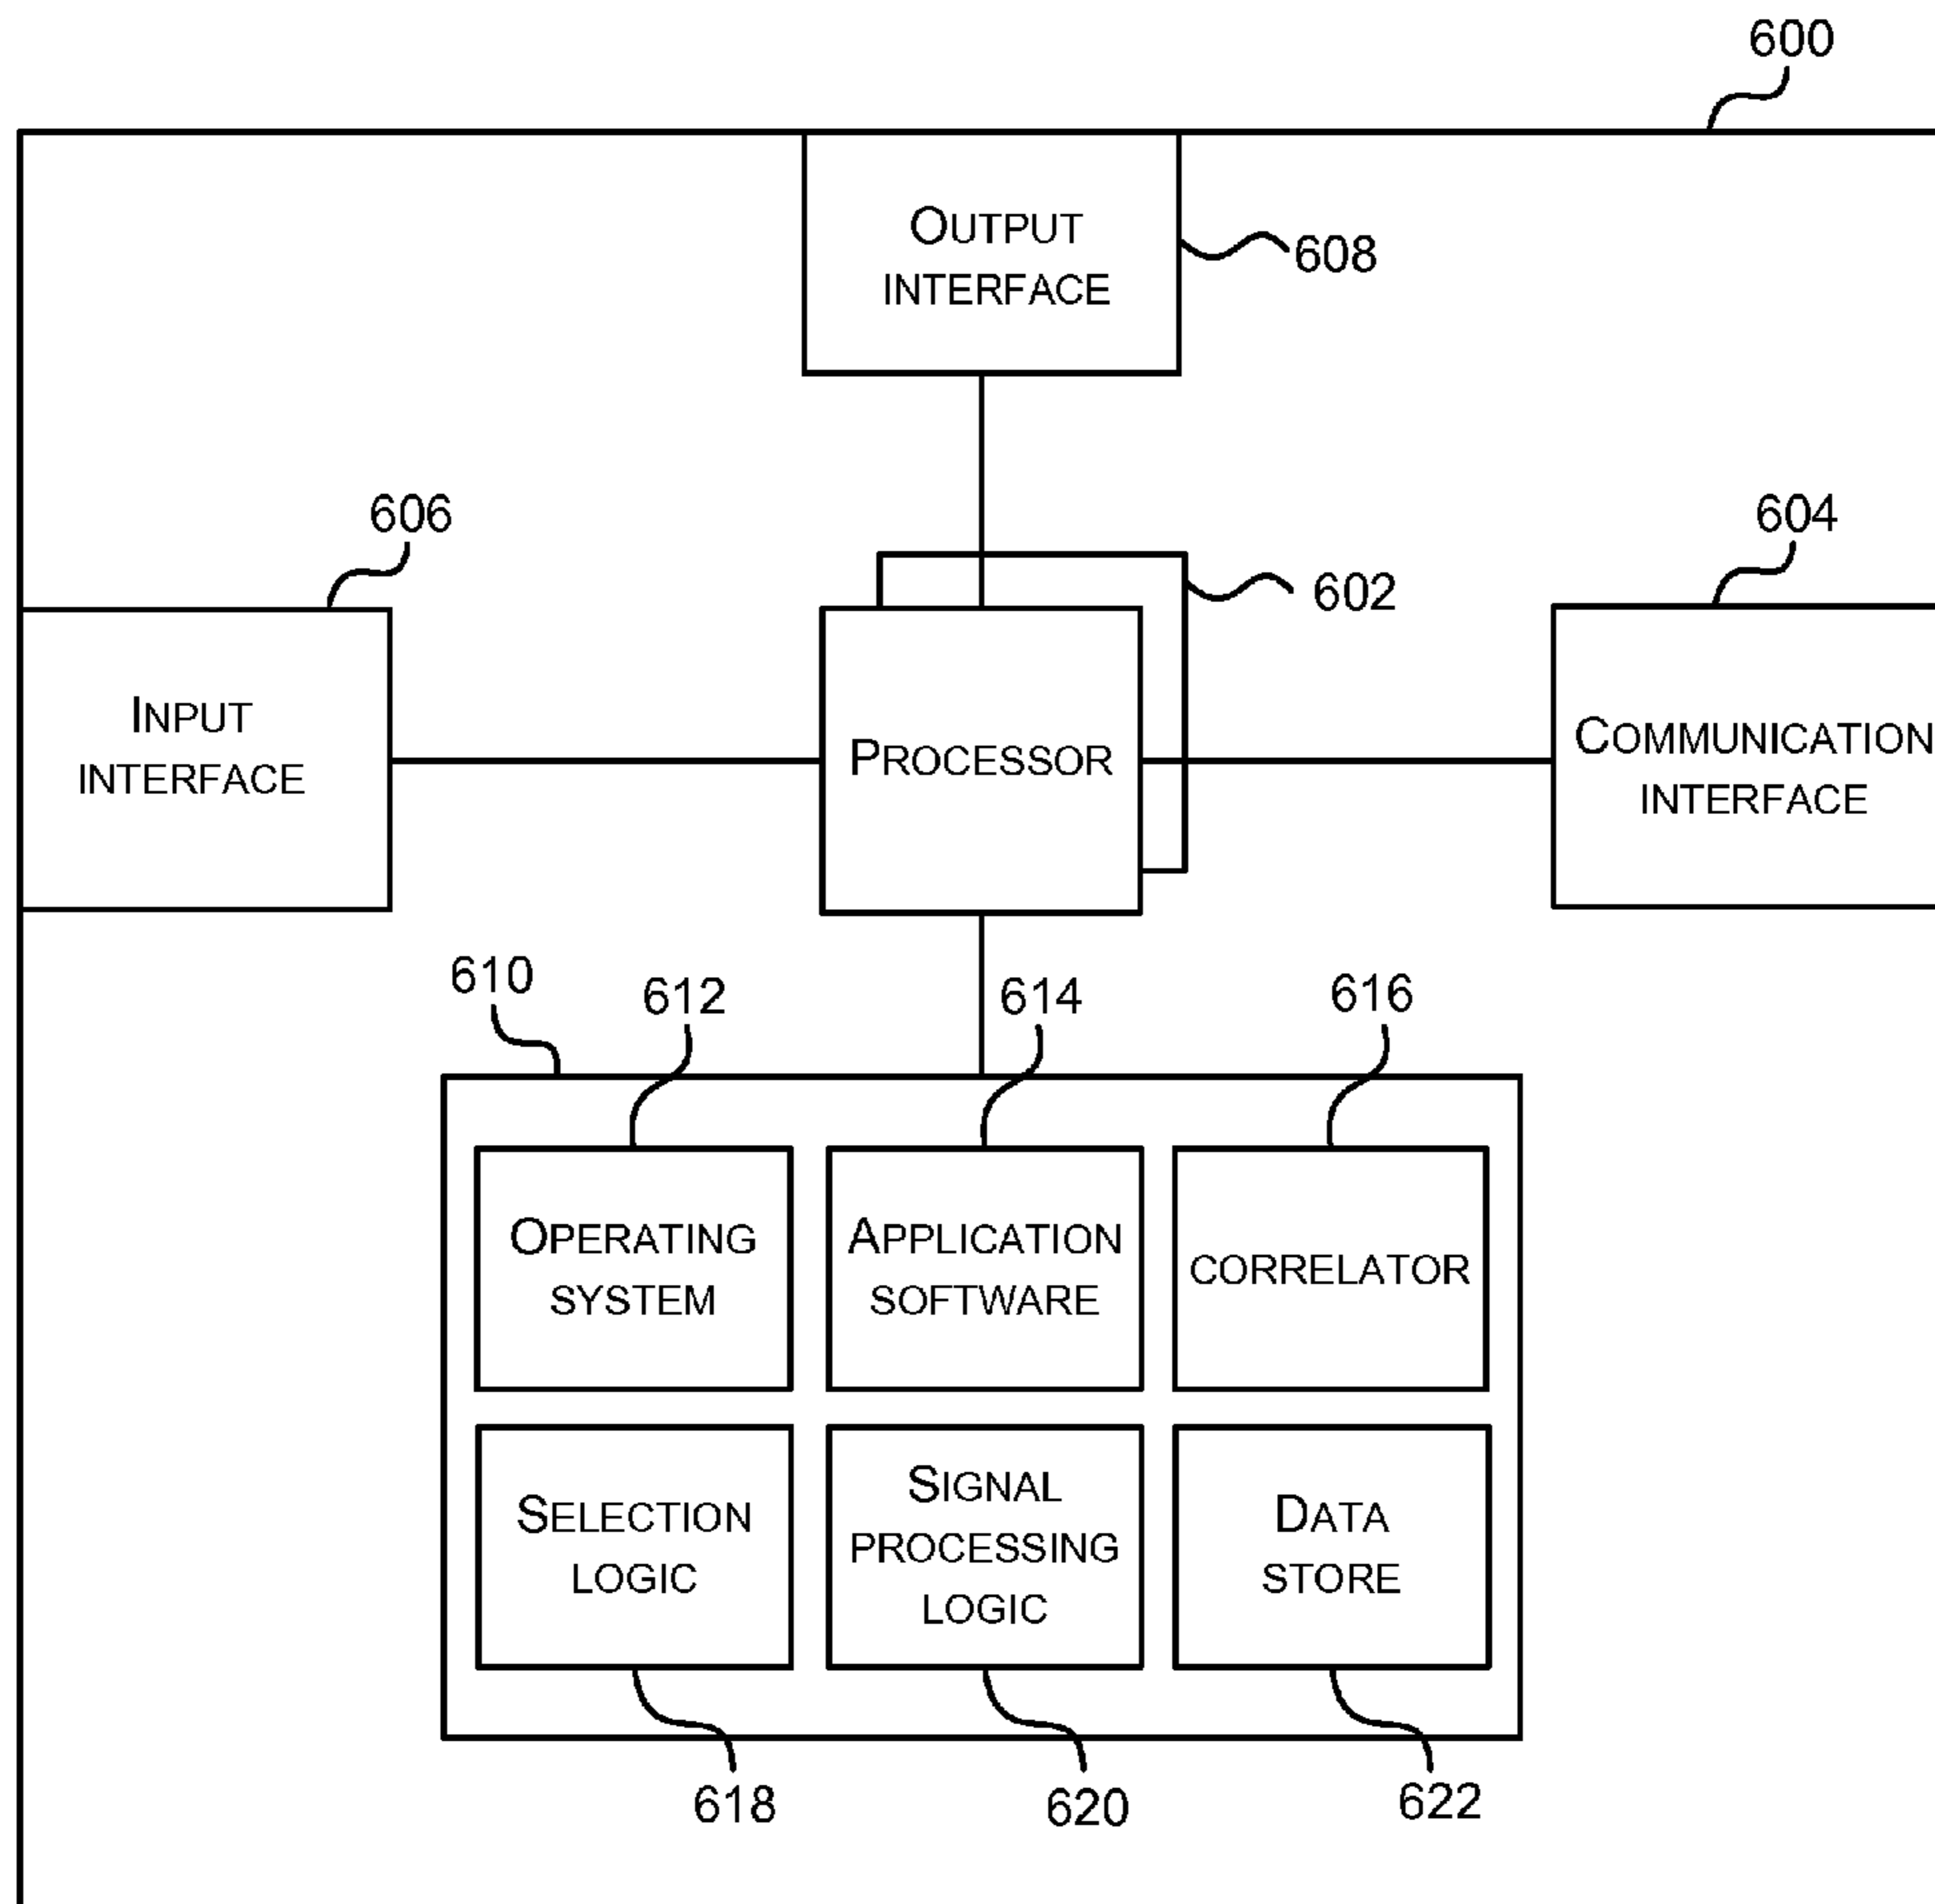 600
OUTPUT
INTERFACE
608
606
604
602
INPUT
INTERFACE
PROCESSOR
COMMUNICATION
INTERFACE
610
612
614
616
OPERATING
SYSTEM
APPLICATION
SOFTWARE
CORRELATOR
SELECTION
LOGIC
SIGNAL
PROCESSING
LOGIC
DATA
STORE
618
620
622